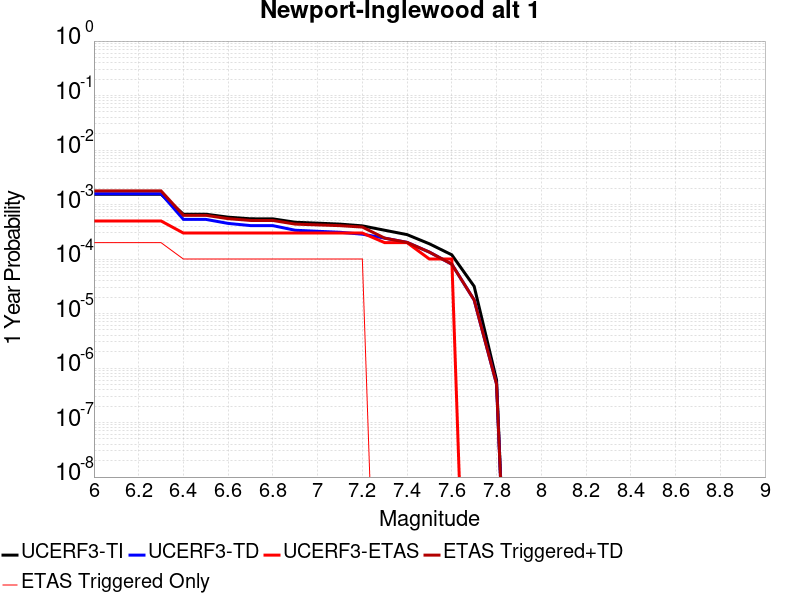 Newport-Inglewood alt 1
10^0
10^-1
10^-2
10^-3
10^-4
10^-5
10^-6
10^-7
10^-8
1 Year Probability
6 6.2 6.4 6.6 6.8 7 7.2 7.4 7.6 7.8 8 8.2 8.4 8.6 8.8 9
Magnitude
UCERF3-TI UCERF3-TD UCERF3-ETAS ETAS Triggered+TD
ETAS Triggered Only